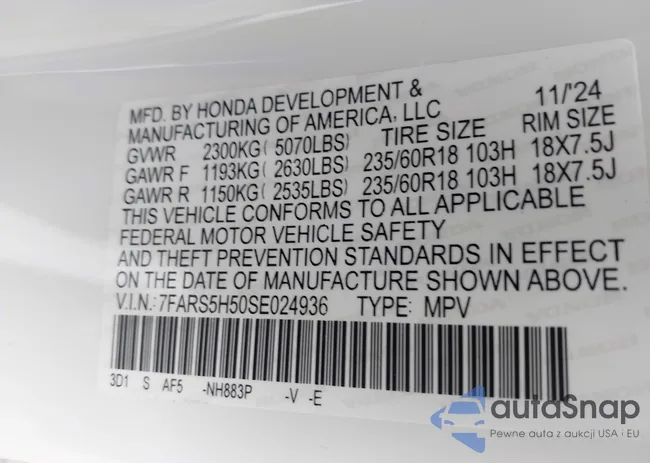 MFD. BY HONDA DEVELOPMENT & 11/'24
MANUFACTURING OF AMERICA, LLC
GVWR 2300KG( 5070LBS) TIRE SIZE RIM SIZE
GAWR F 1193KG( 2630LBS) 235/60R18 103H 18X7.5J
GAWR R 1150KG( 2535LBS) 235/60R18 103H 18X7.5J
THIS VEHICLE CONFORMS TO ALL APPLICABLE
FEDERAL MOTOR VEHICLE SAFETY
AND THEFT PREVENTION STANDARDS IN EFFECT
ON THE DATE OF MANUFACTURE SHOWN ABOVE.
V.I.N.:7FARS5H50SE024936 TYPE: MPV
3D1 S AF5 -NH883P -V -E
autoSnap
Pewne auta z aukcji USA i EU